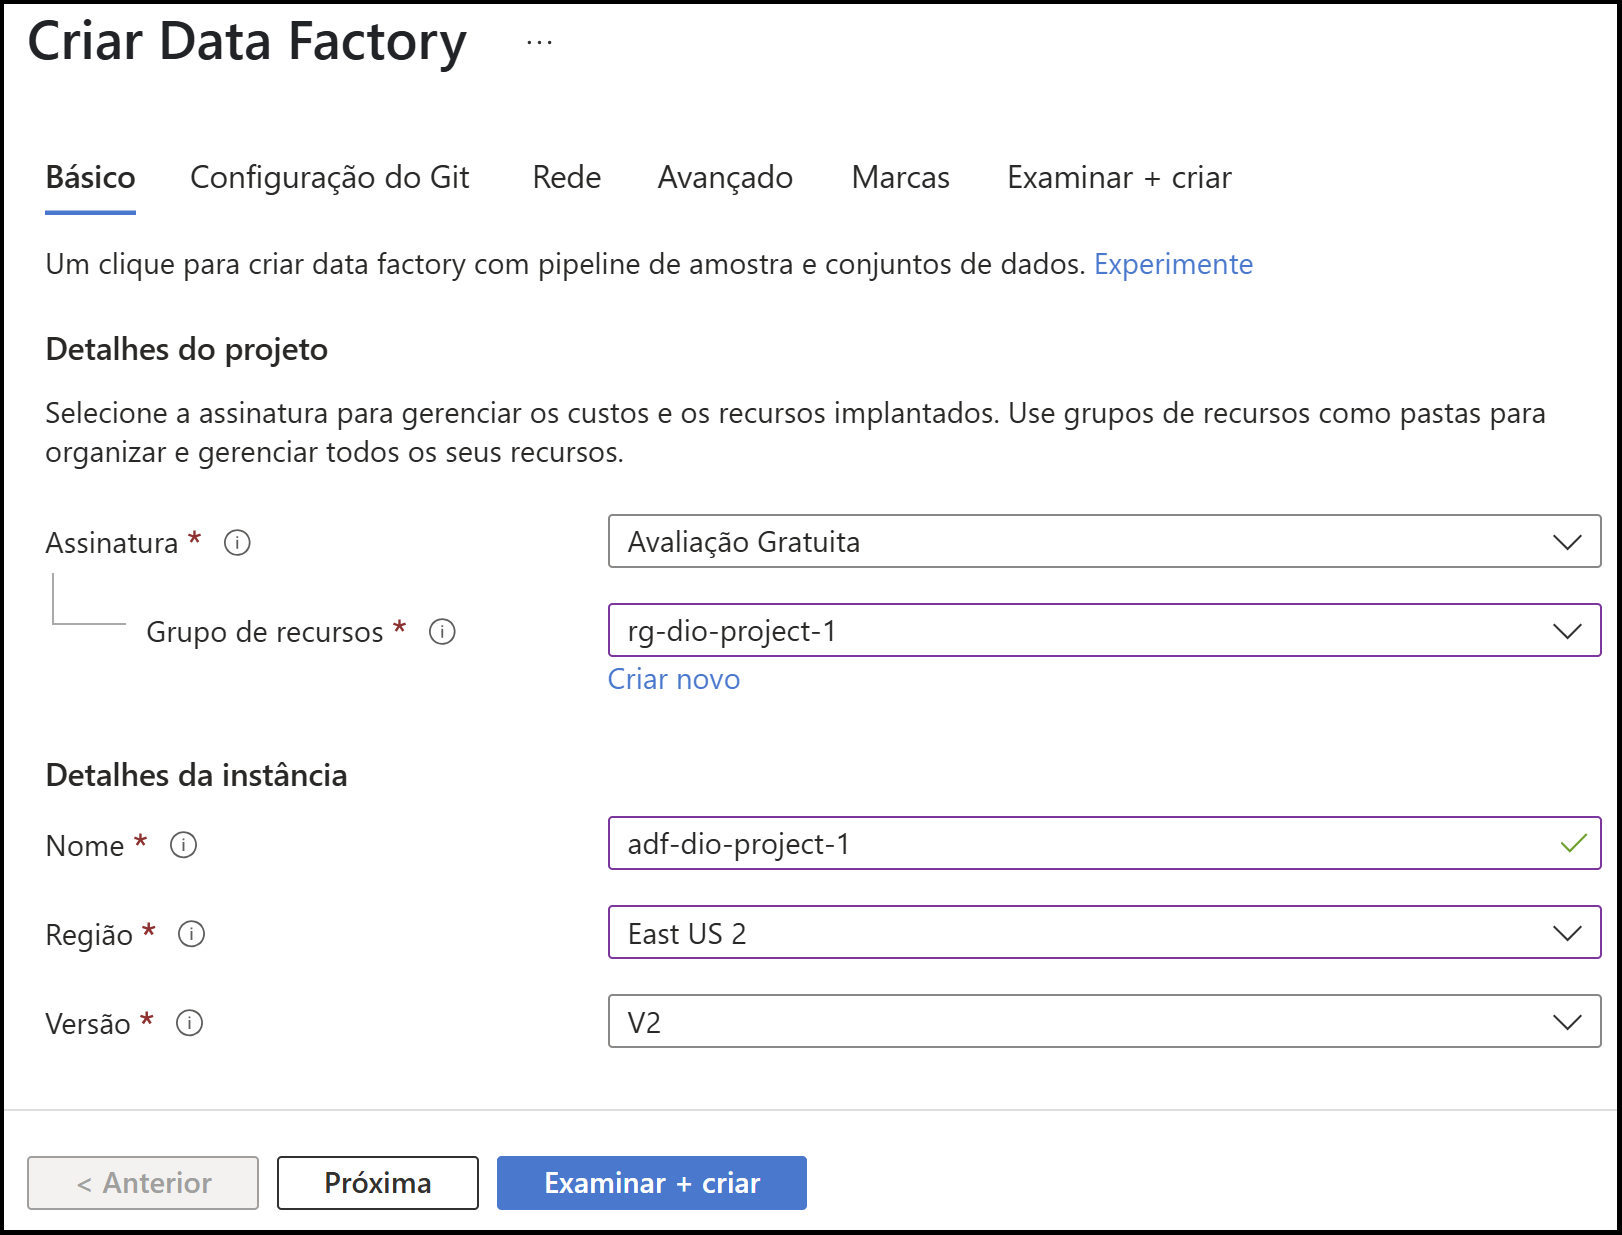 Criar Data Factory ...
Básico Configuração do Git Rede Avançado Marcas Examinar + criar
Um clique para criar data factory com pipeline de amostra e conjuntos de dados. Experimente
Detalhes do projeto
Selecione a assinatura para gerenciar os custos e os recursos implantados. Use grupos de recursos como pastas para
organizar e gerenciar todos os seus recursos.
Assinatura * Avaliação Gratuita
Grupo de recursos * rg-dio-project-1
Criar novo
Detalhes da instância
Nome * adf-dio-project-1
Região * East US 2
Versão * V2
< Anterior Próxima Examinar + criar